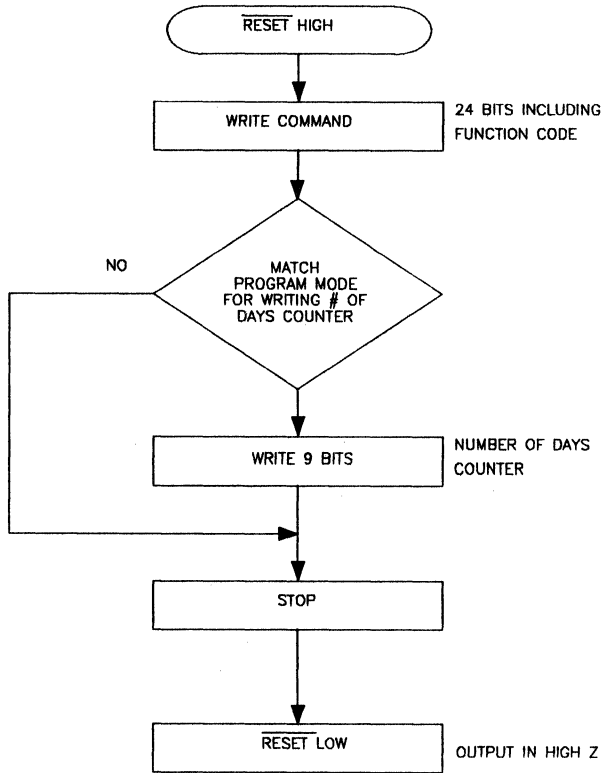 RESET HIGH
WRITE COMMAND
24 BITS INCLUDING
FUNCTION CODE
NO
MATCH
PROGRAM MODE
FOR WRITING # OF
DAYS COUNTER
WRITE 9 BITS
NUMBER OF DAYS
COUNTER
STOP
RESET LOW
OUTPUT IN HIGH Z